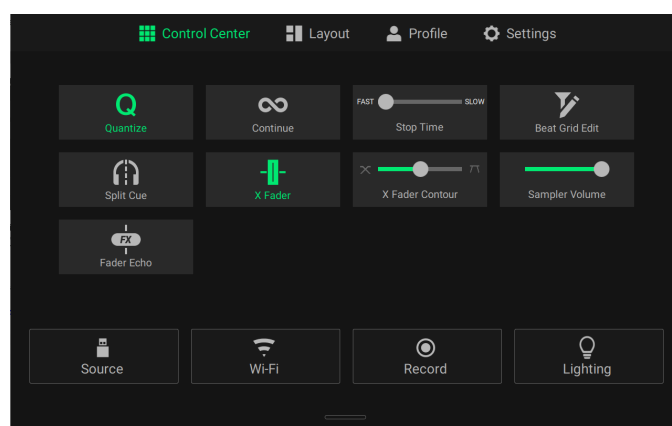 Control Center Layout Profile Settings
Q
Quantize
Continue
FAST SLOW
Stop Time
Beat Grid Edit
Split Cue
X Fader
X Fader Contour
Sampler Volume
FX
Fader Echo
Source
Wi-Fi
Record
Lighting